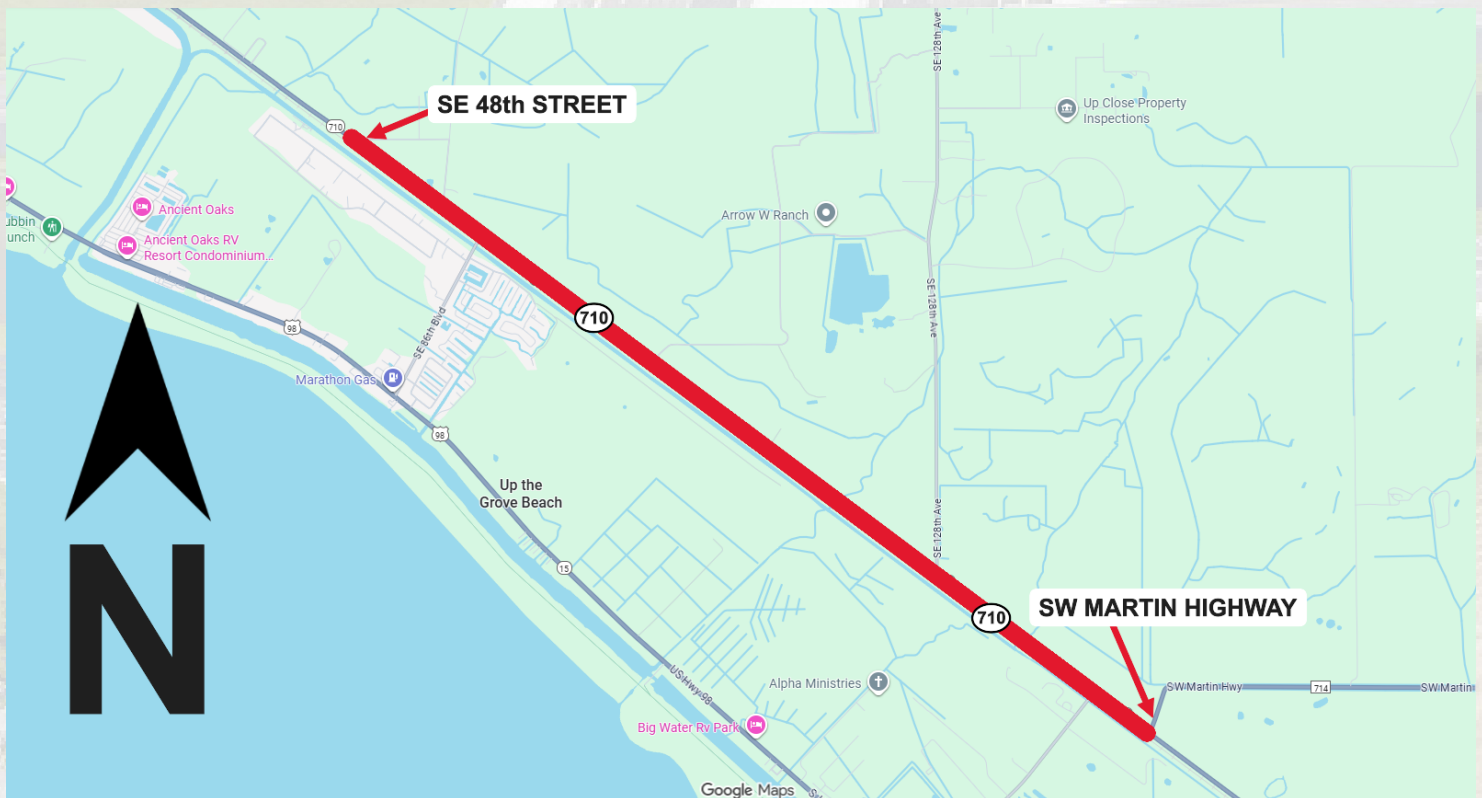 SE 128th Ave
SE 48th STREET
Up Close Property
Inspections
710
Ancient Oaks
Arrow W Ranch
Ancient Oaks RV
Resort Condominium...
SE 128th Ave
710
98
SE 86th Blvd
Marathon Gas
98
Up the
Grove Beach
SE 128th Ave
15
SW MARTIN HIGHWAY
710
N
US Hwy-98
Alpha Ministries
SW Martin Hwy
714
SW Martin
Big Water Rv Park
Google Maps